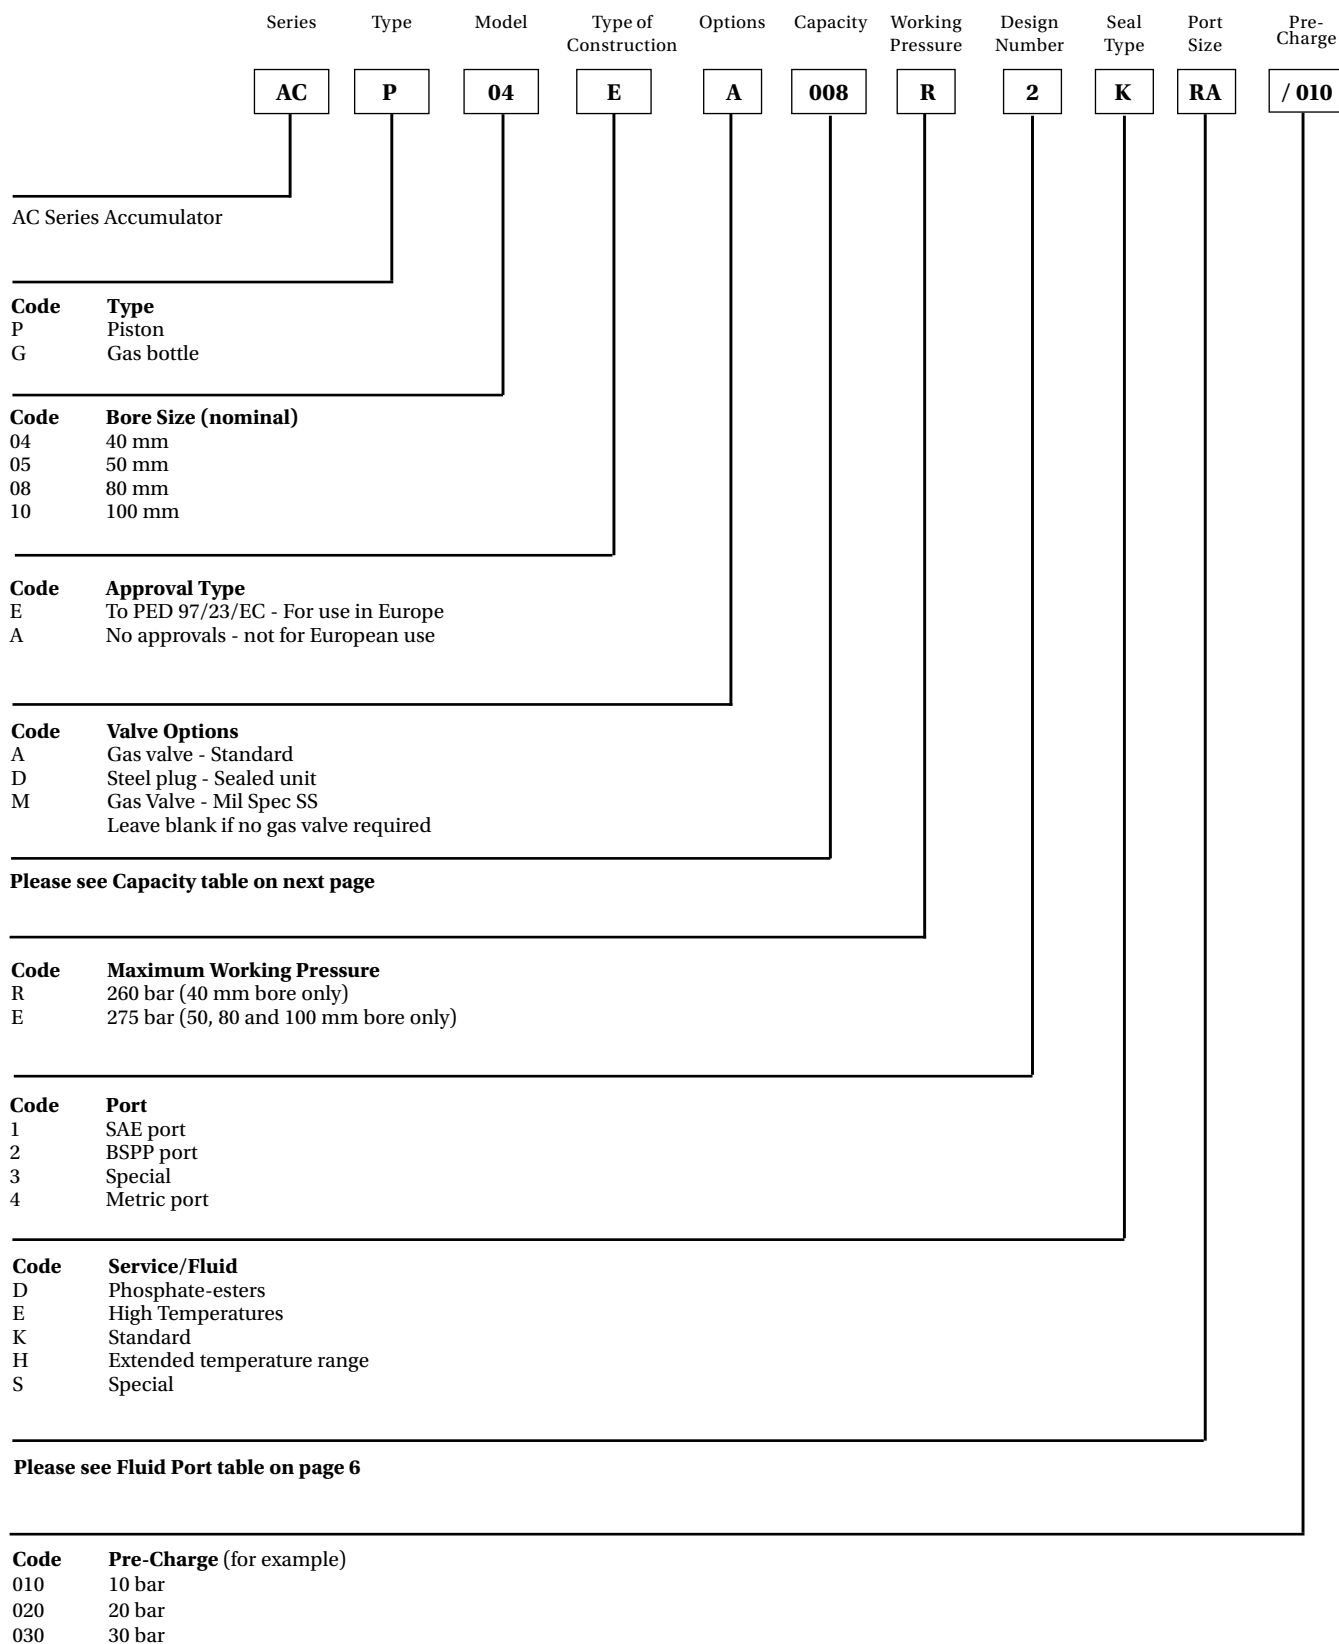 Series Type Model Type of Options Capacity Working Design Seal Port Pre-
Construction Pressure Number Type Size Charge
AC P 04 E A 008 R 2 K RA / 010
AC Series Accumulator
Code Type
P Piston
G Gas bottle
Code Bore Size (nominal)
04 40 mm
05 50 mm
08 80 mm
10 100 mm
Code Approval Type
E To PED 97/23/EC - For use in Europe
A No approvals - not for European use
Code Valve Options
A Gas valve - Standard
D Steel plug - Sealed unit
M Gas Valve - Mil Spec SS
Leave blank if no gas valve required
Please see Capacity table on next page
Code Maximum Working Pressure
R 260 bar (40 mm bore only)
E 275 bar (50, 80 and 100 mm bore only)
Code Port
1 SAE port
2 BSPP port
3 Special
4 Metric port
Code Service/Fluid
D Phosphate-esters
E High Temperatures
K Standard
H Extended temperature range
S Special
Please see Fluid Port table on page 6
Code Pre-Charge (for example)
010 10 bar
020 20 bar
030 30 bar